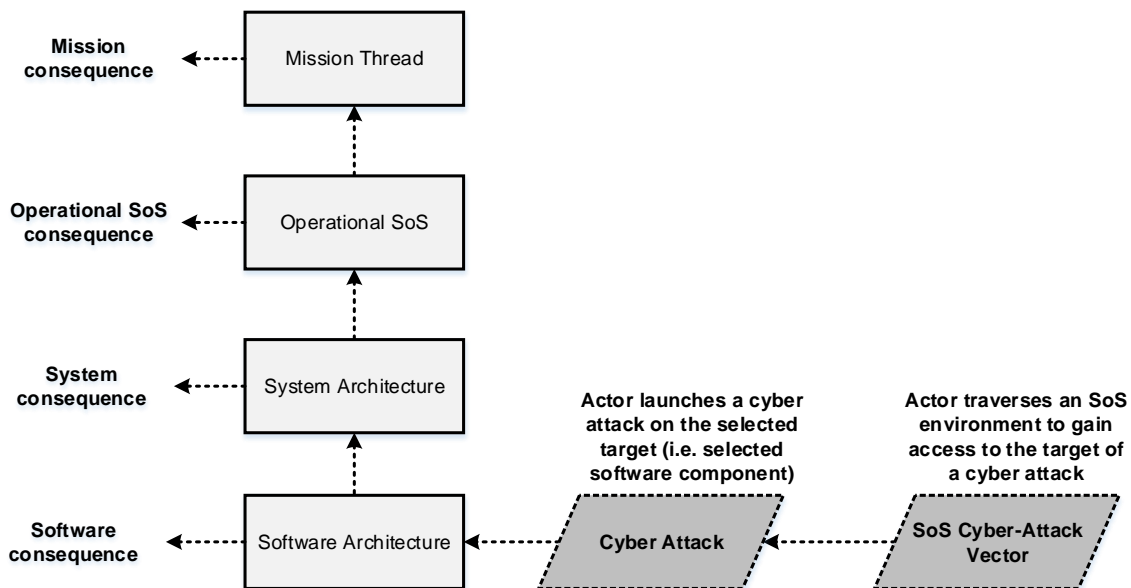 Mission
consequence
Mission Thread
Operational SoS
consequence
Operational SoS
System
consequence
System Architecture
Actor launches a cyber
attack on the selected
target (i.e. selected
software component)
Actor traverses an SoS
environment to gain
access to the target of
a cyber attack
Software
consequence
Software Architecture
Cyber Attack
SoS Cyber-Attack
Vector